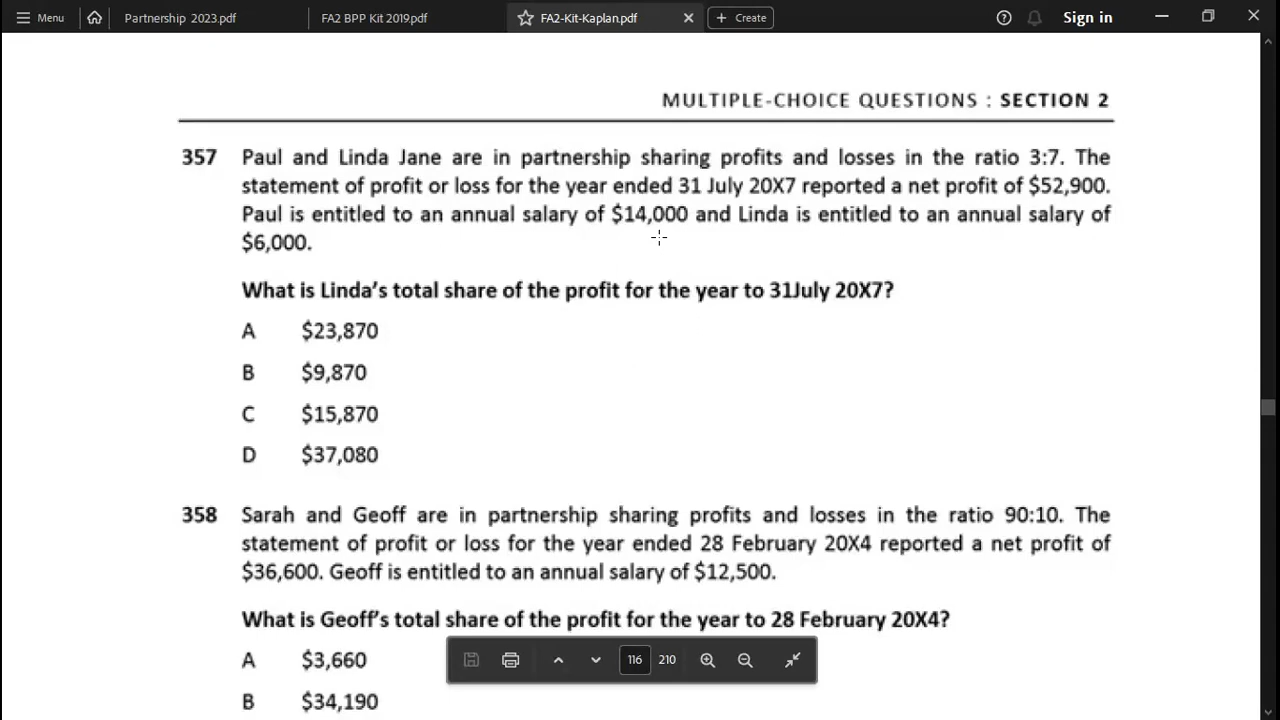 Menu
Partnership 2023.pdf
FA2 BPP Kit 2019.pdf
FA2-Kit-Kaplan.pdf
Create
Sign in
MULTIPLE-CHOICE QUESTIONS : SECTION 2
357 Paul and Linda Jane are in partnership sharing profits and losses in the ratio 3:7. The
statement of profit or loss for the year ended 31 July 20X7 reported a net profit of $52,900.
Paul is entitled to an annual salary of $14,000 and Linda is entitled to an annual salary of
$6,000.
What is Linda's total share of the profit for the year to 31July 20X7?
A $23,870
B $9,870
C $15,870
D $37,080
358 Sarah and Geoff are in partnership sharing profits and losses in the ratio 90:10. The
statement of profit or loss for the year ended 28 February 20X4 reported a net profit of
$36,600. Geoff is entitled to an annual salary of $12,500.
What is Geoff's total share of the profit for the year to 28 February 20X4?
A $3,660
B $34,190
116 210